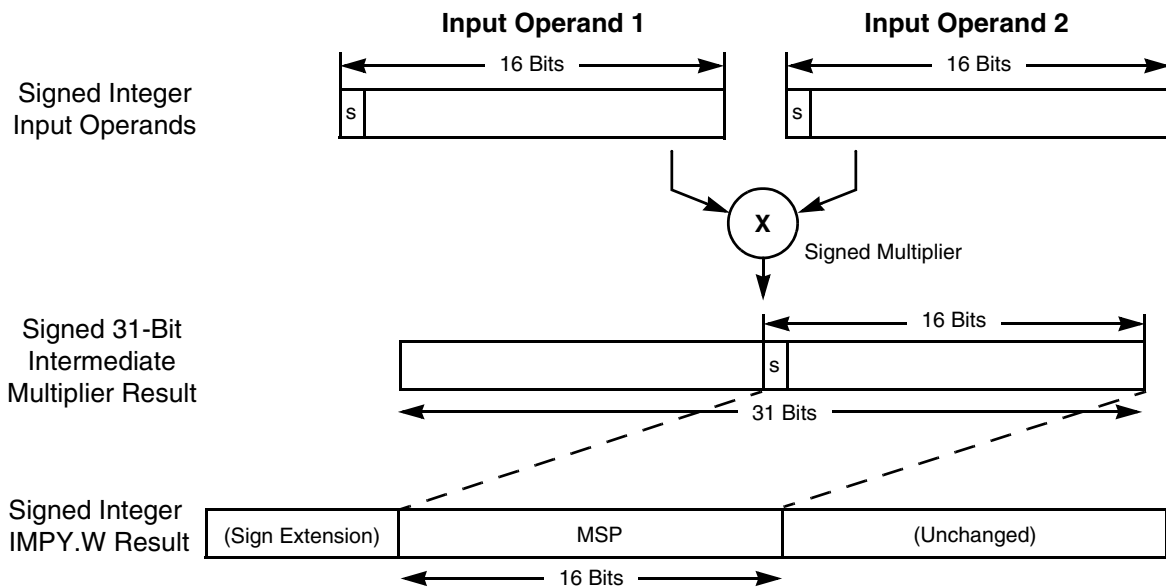 Input Operand 1
Input Operand 2
16 Bits
16 Bits
Signed Integer
Input Operands
s
s
X
Signed Multiplier
Signed 31-Bit
Intermediate
Multiplier Result
16 Bits
s
31 Bits
Signed Integer
IMPY.W Result
(Sign Extension)
MSP
(Unchanged)
16 Bits